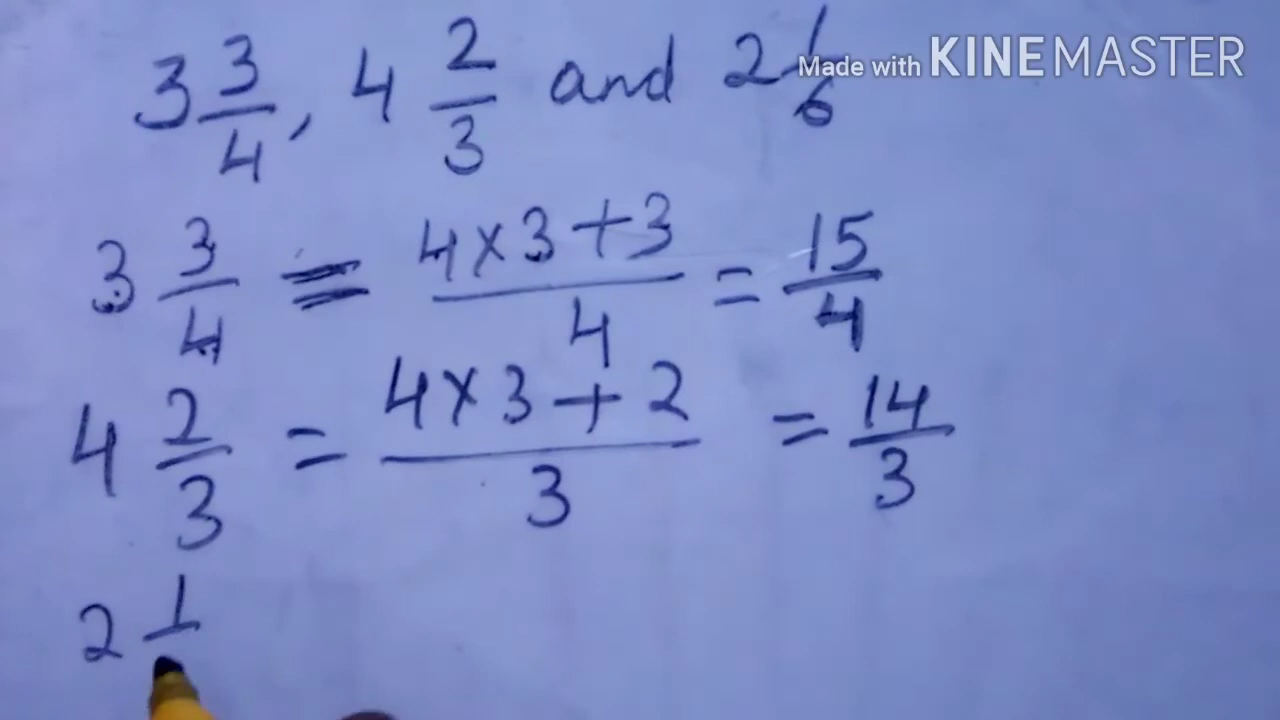 3 3/4, 4 2/3 and 2 1/6
Made with KINEMASTER
3 3/4 = 4×3+3/4 = 15/4
4 2/3 = 4×3+2/3 = 14/3
2 1